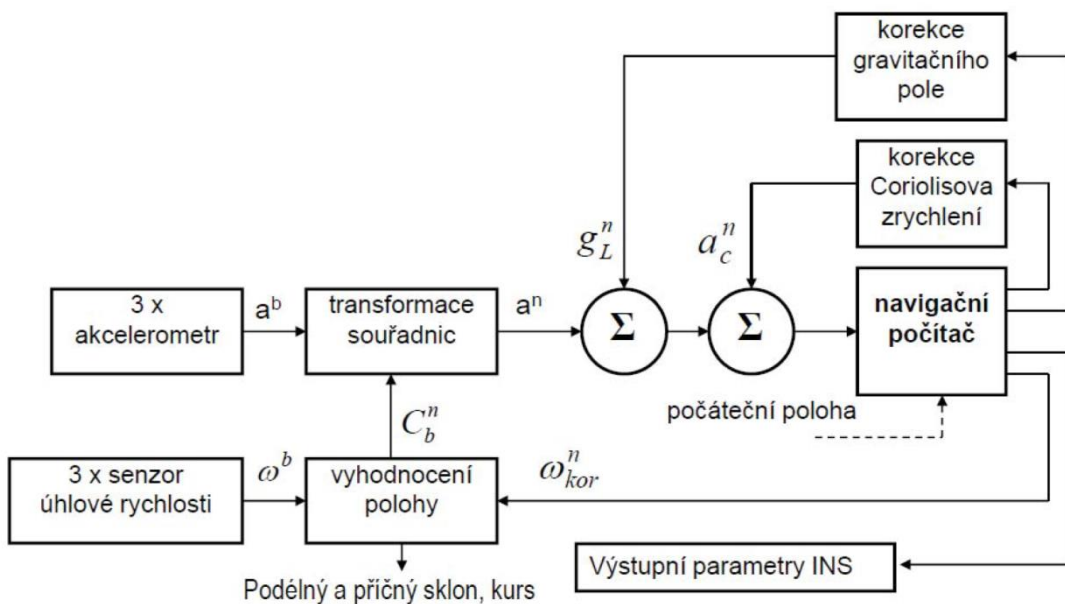 korekce
gravitačního
pole
korekce
Coriolisova
zrychlení
g_L^n
a_c^n
3 x
akcelerometr
a^b
transformace
souřadnic
a^n
Σ
Σ
navigační
počítač
počáteční poloha
C_b^n
3 x senzor
úhlové rychlosti
ω^b
vyhodnocení
polohy
ω_kor^n
Výstupní parametry INS
Podélný a příčný sklon, kurs